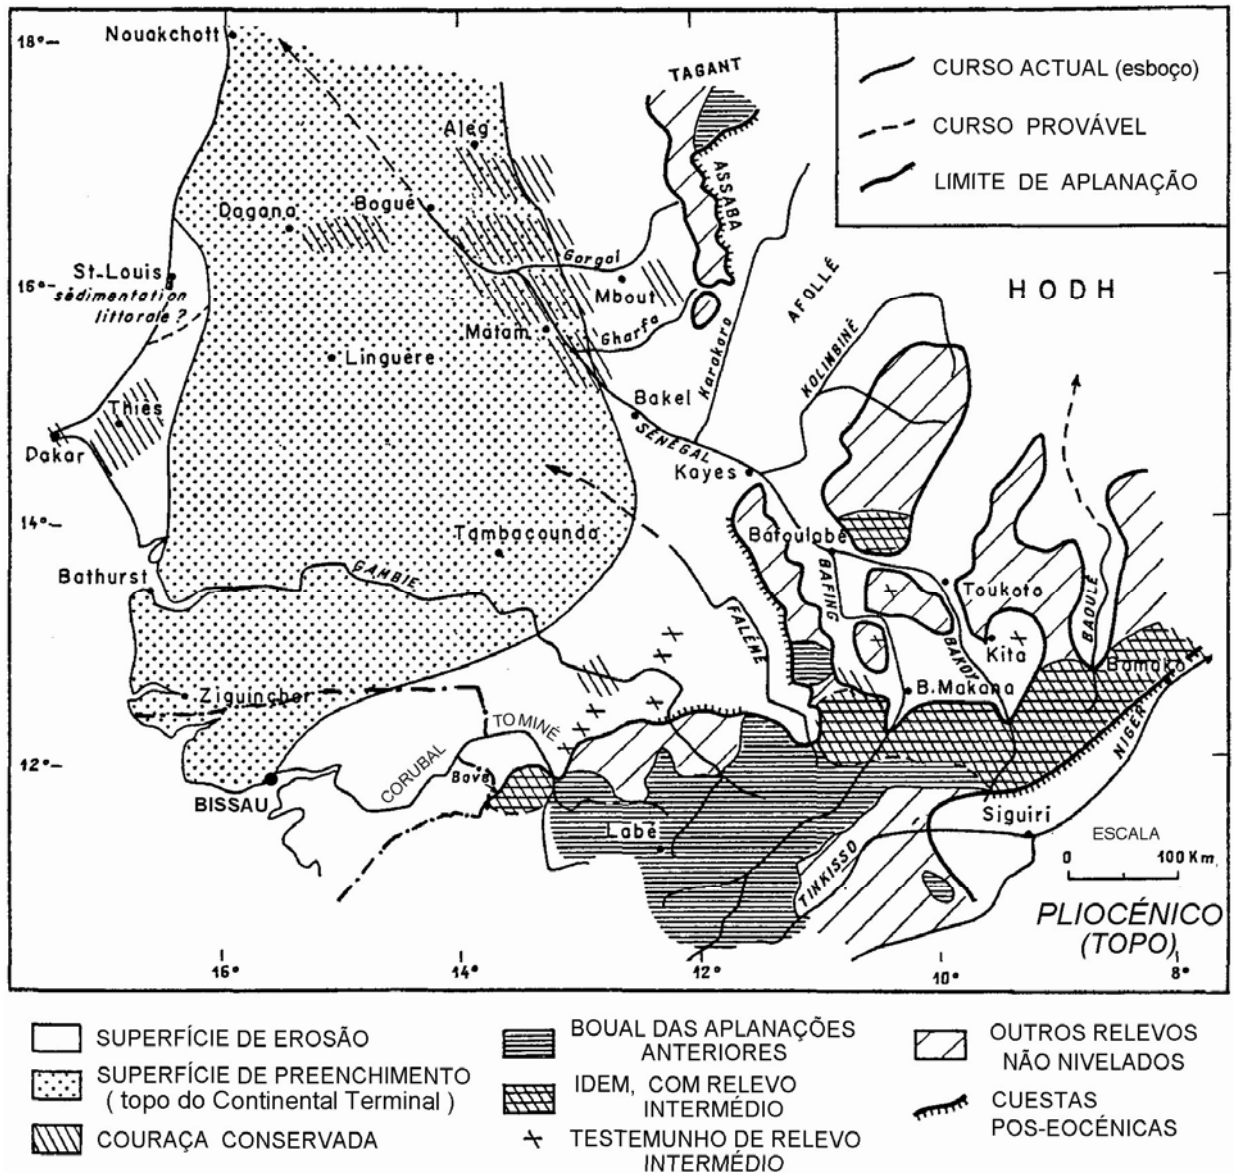 18°
Nouakchott
TAGANT
CURSO ACTUAL (esboço)
CURSO PROVÁVEL
LIMITE DE APLANAÇÃO
Aleg
ASSABA
Dagana
Bogué
16°
St-Louis
sédimentation
littorale ?
Gorgol
Mbout
AFOLLÉ
HODH
Matam
Gharfa
Karakoro
KOLIMBINÉ
Linguère
Thiès
Dakar
Bakel
SÉNÉGAL
Kayes
14°
Tambacounda
Bafoulabé
Bathurst
GAMBIE
FALÉMÉ
BAFING
Toukoto
BAOULÉ
BAKOY
Kita
Bamako
Ziguinchor
B.Makana
TOMINÉ
CORUBAL
12°
Bové
NIGER
BISSAU
Labé
Siguiri
ESCALA
0 100 Km
TINKISSO
PLIOCÉNICO
(TOPO)
16° 14° 12° 10° 8°
SUPERFÍCIE DE EROSÃO
SUPERFÍCIE DE PREENCHIMENTO
( topo do Continental Terminal )
COURAÇA CONSERVADA
BOUAL DAS APLANAÇÕES
ANTERIORES
IDEM, COM RELEVO
INTERMÉDIO
TESTEMUNHO DE RELEVO
INTERMÉDIO
OUTROS RELEVOS
NÃO NIVELADOS
CUESTAS
POS-EOCÉNICAS